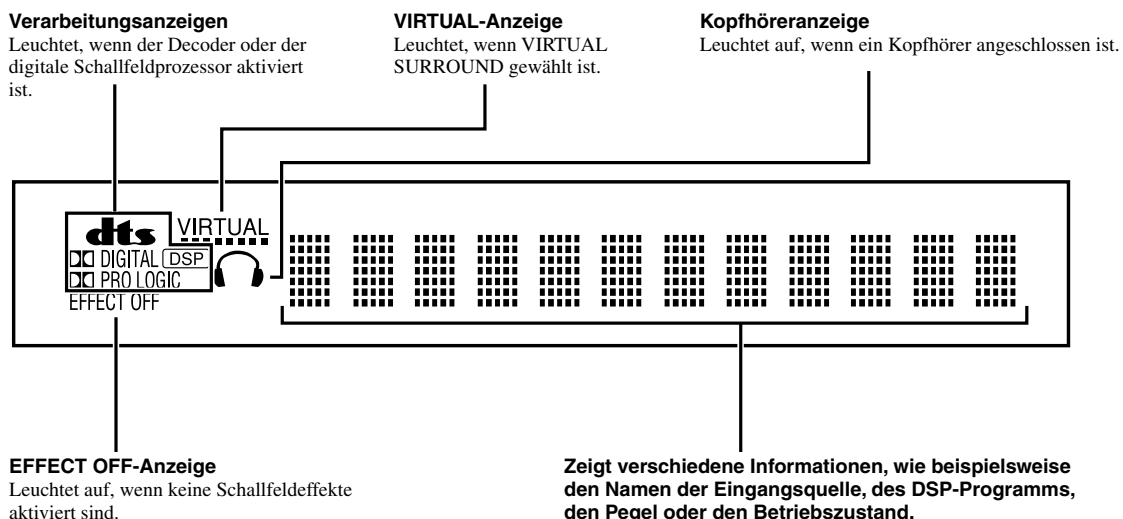 Verarbeitungsanzeigen
Leuchtet, wenn der Decoder oder der
digitale Schallfeldprozessor aktiviert
ist.
VIRTUAL-Anzeige
Leuchtet, wenn VIRTUAL
SURROUND gewählt ist.
Kopfhöreranzeige
Leuchtet auf, wenn ein Kopfhörer angeschlossen ist.
dts
VIRTUAL
DIGITAL DSP
PRO LOGIC
EFFECT OFF
EFFECT OFF-Anzeige
Leuchtet auf, wenn keine Schallfeldeffekte
aktiviert sind.
Zeigt verschiedene Informationen, wie beispielsweise
den Namen der Eingangsquelle, des DSP-Programms,
den Pegel oder den Betriebszustand.